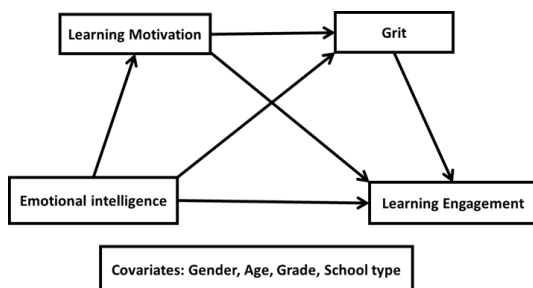 Learning Motivation
Grit
Emotional intelligence
Learning Engagement
Covariates: Gender, Age, Grade, School type